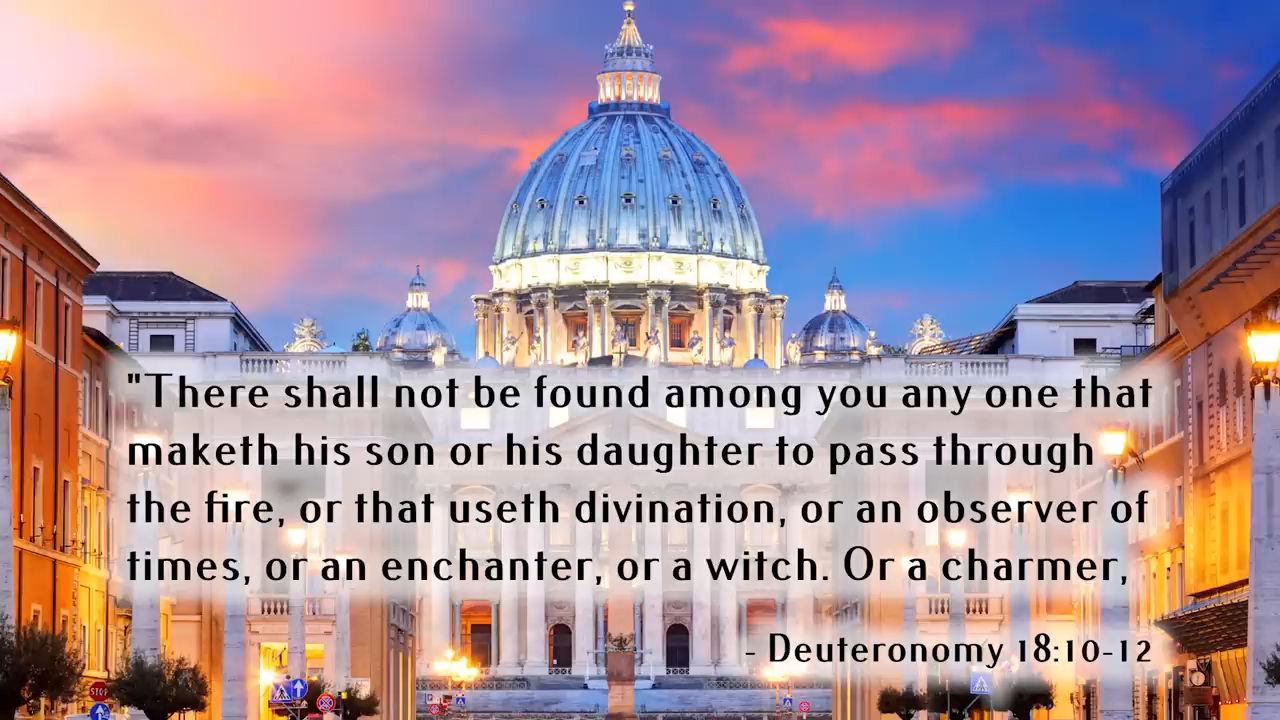 "There shall not be found among you any one that
maketh his son or his daughter to pass through
the fire, or that useth divination, or an observer of
times, or an enchanter, or a witch. Or a charmer,
- Deuteronomy 18:10-12
STOP